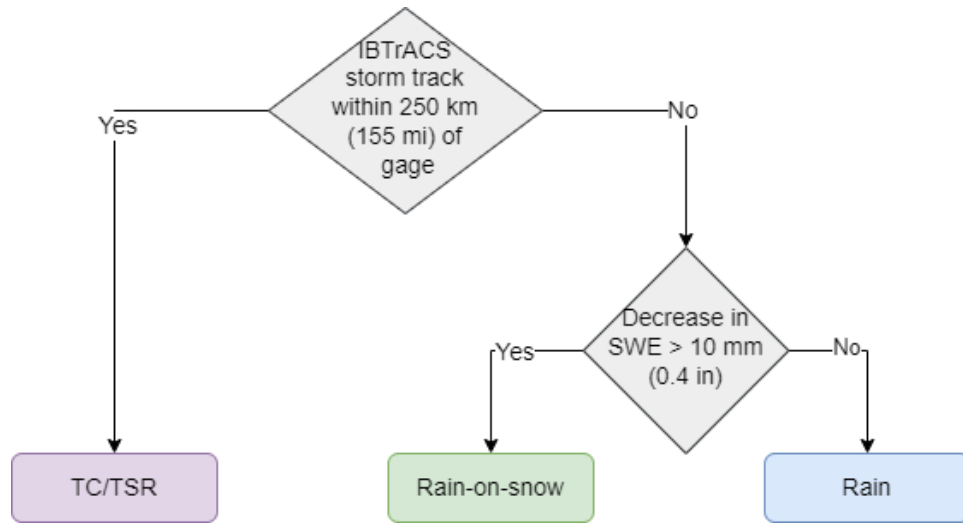 IBTrACS
storm track
within 250 km
(155 mi) of
gage
Yes
No
Decrease in
SWE > 10 mm
(0.4 in)
Yes
No
TC/TSR
Rain-on-snow
Rain